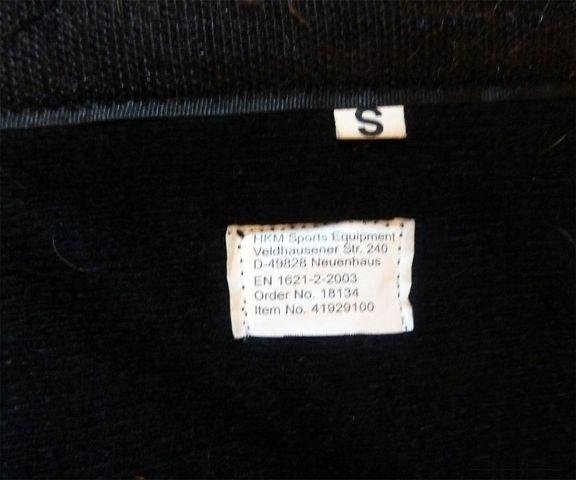 S
HKM Sports Equipment
Veldhausener Str. 240
D-49828 Neuenhaus
EN 1621-2-2003
Order No. 18134
Item No. 41929100